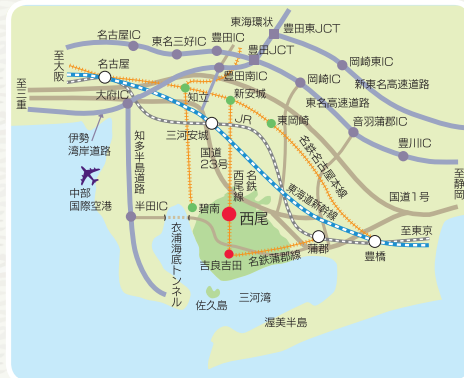 東海環状
豊田東JCT
名古屋IC
東名三好IC
豊田IC
豊田JCT
岡崎東IC
至大阪
名古屋
豊田南IC
岡崎IC
新東名高速道路
至三重
大府IC
知立
新安城
東名高速道路
音羽蒲郡IC
JR
東岡崎
三河安城
豊川IC
伊勢
湾岸道路
知多半島道路
国道
23号
名鉄
西尾線
名鉄名古屋本線
東海道新幹線
至静岡
国道1号
中部
国際空港
半田IC
碧南
西尾
至東京
衣浦海底トンネル
蒲郡
豊橋
吉良吉田
名鉄蒲郡線
佐久島
三河湾
渥美半島